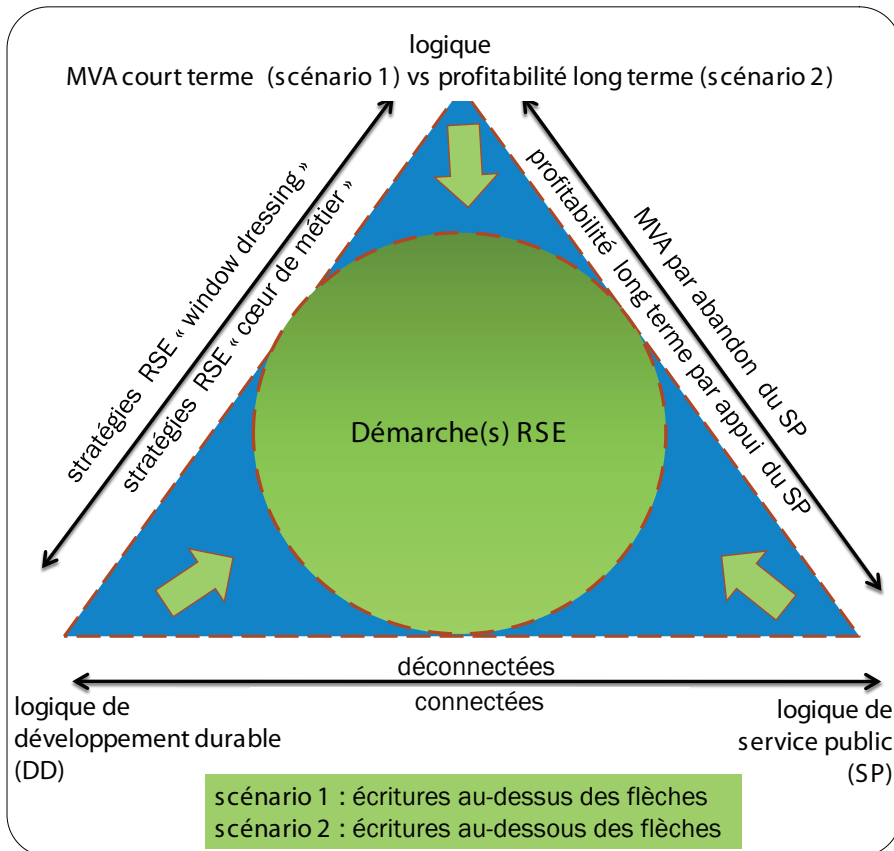 logique
MVA court terme (scénario 1) vs profitabilité long terme (scénario 2)
stratégies RSE « window dressing »
stratégies RSE « cœur de métier »
MVA par abandon du SP
profitabilité long terme par appui du SP
Démarche(s) RSE
déconnectées
connectées
logique de
développement durable
(DD)
logique de
service public
(SP)
scénario 1 : écritures au-dessus des flèches
scénario 2 : écritures au-dessous des flèches